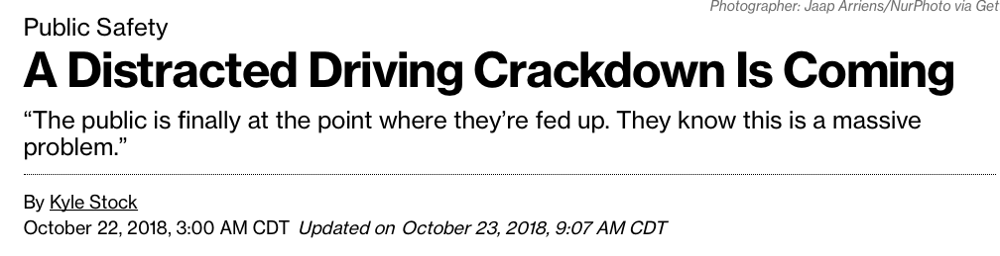 Photographer: Jaap Arriens/NurPhoto via Get
Public Safety
A Distracted Driving Crackdown Is Coming
“The public is finally at the point where they’re fed up. They know this is a massive
problem.”
By Kyle Stock
October 22, 2018, 3:00 AM CDT Updated on October 23, 2018, 9:07 AM CDT